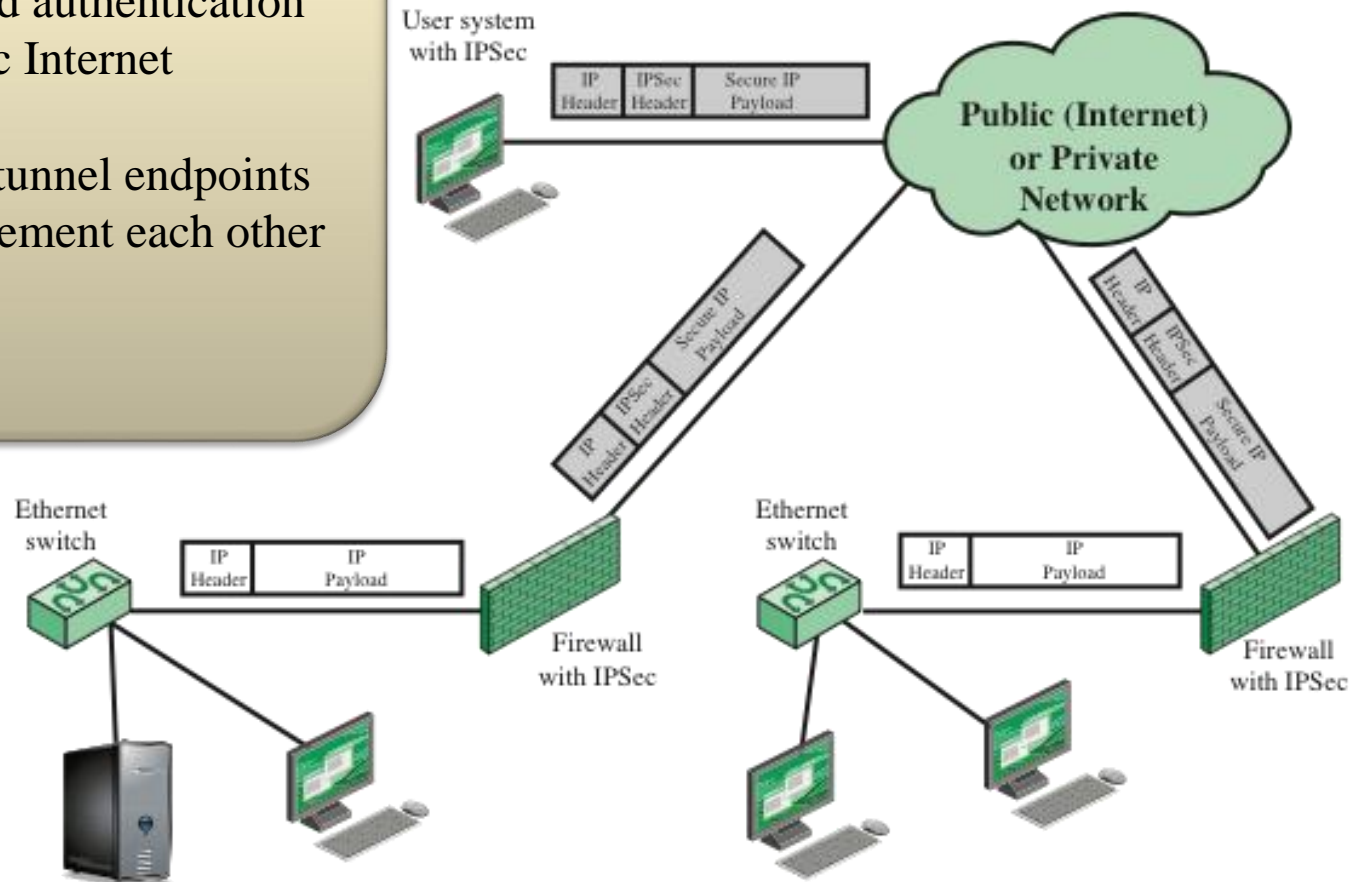 d authentication
c Internet
tunnel endpoints
ement each other
User system
with IPSec
IP
Header
IPSec
Header
Secure IP
Payload
Public (Internet)
or Private
Network
IP
Header
IPSec
Header
Secure IP
Payload
IP
Header
IPSec
Header
Secure IP
Payload
Ethernet
switch
IP
Header
IP
Payload
Firewall
with IPSec
Ethernet
switch
IP
Header
IP
Payload
Firewall
with IPSec